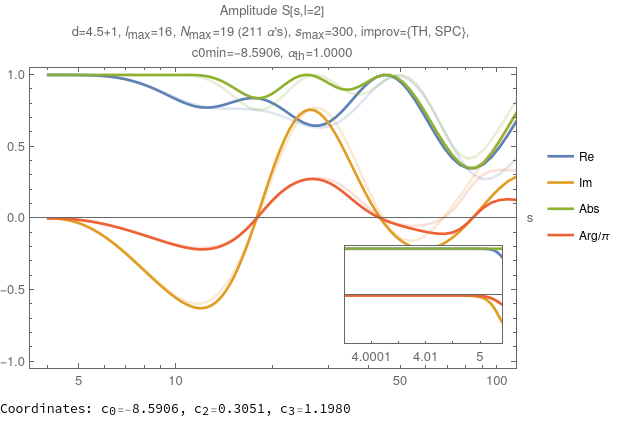 Amplitude S[s,l=2]
d=4.5+1, lmax=16, Nmax=19 (211 α's), smax=300, improv={TH, SPC},
c0min=-8.5906, αth=1.0000
1.0
0.5
0.0
-0.5
-1.0
5
10
50
100
s
Re
Im
Abs
Arg/π
4.0001
4.01
5
Coordinates: c0=-8.5906, c2=0.3051, c3=1.1980